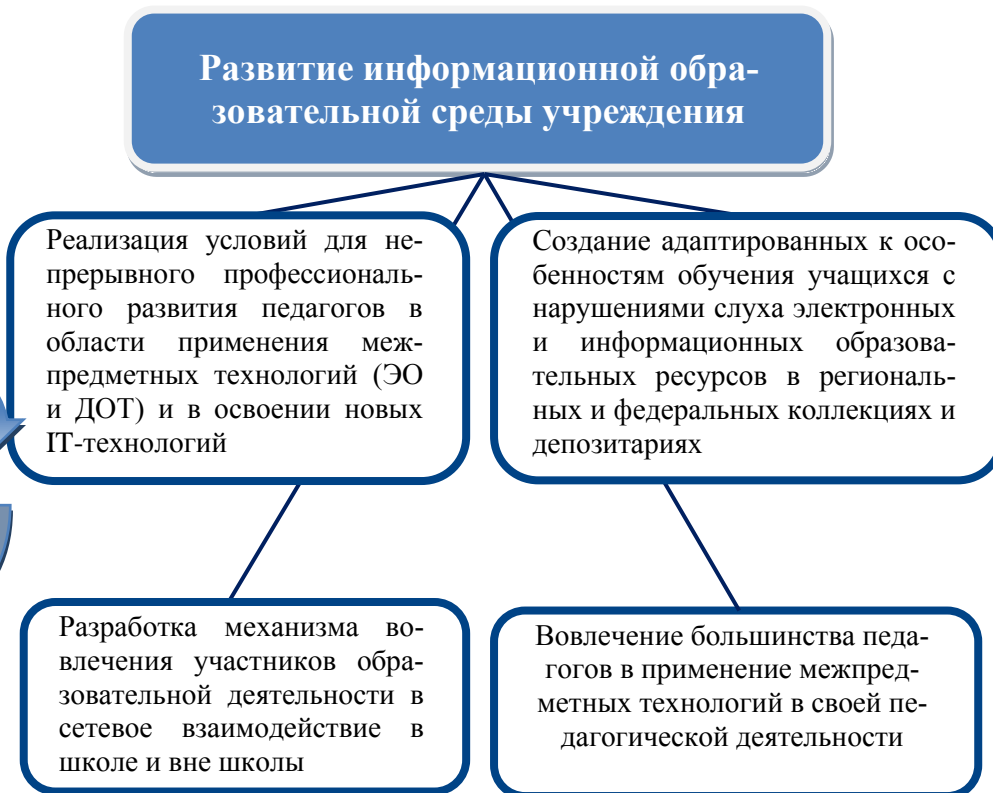 Развитие информационной обра-
зовательной среды учреждения
Реализация условий для не-
прерывного профессиональ-
ного развития педагогов в
области применения меж-
предметных технологий (ЭО
и ДОТ) и в освоении новых
IT-технологий
Создание адаптированных к осо-
бенностям обучения учащихся с
нарушениями слуха электронных
и информационных образова-
тельных ресурсов в региональ-
ных и федеральных коллекциях и
депозитариях
Разработка механизма во-
влечения участников обра-
зовательной деятельности в
сетевое взаимодействие в
школе и вне школы
Вовлечение большинства педа-
гогов в применение межпред-
метных технологий в своей пе-
дагогической деятельности